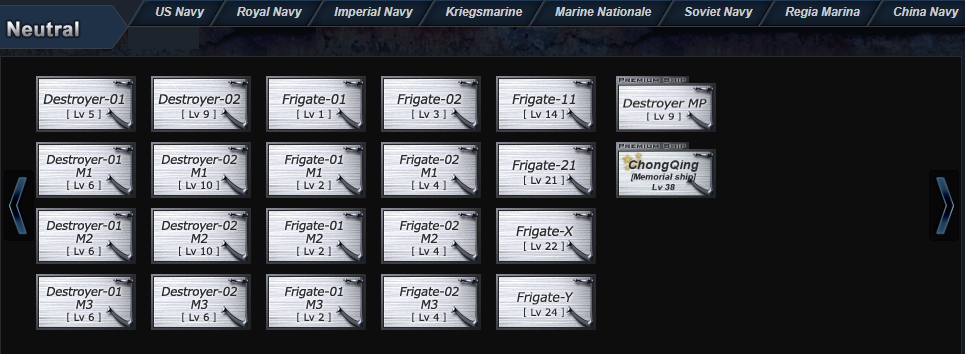 US Navy
Royal Navy
Imperial Navy
Kriegsmarine
Marine Nationale
Soviet Navy
Regia Marina
China Navy
Neutral
Destroyer-01
[ Lv 5 ]
Destroyer-02
[ Lv 9 ]
Frigate-01
[ Lv 1 ]
Frigate-02
[ Lv 3 ]
Frigate-11
[ Lv 14 ]
PREMIUM SHIP
Destroyer MP
[ Lv 9 ]
Destroyer-01
M1
[ Lv 6 ]
Destroyer-02
M1
[ Lv 10 ]
Frigate-01
M1
[ Lv 2 ]
Frigate-02
M1
[ Lv 4 ]
Frigate-21
[ Lv 21 ]
PREMIUM SHIP
ChongQing
[Memorial ship]
Lv 38
Destroyer-01
M2
[ Lv 6 ]
Destroyer-02
M2
[ Lv 10 ]
Frigate-01
M2
[ Lv 2 ]
Frigate-02
M2
[ Lv 4 ]
Frigate-X
[ Lv 22 ]
Destroyer-01
M3
[ Lv 6 ]
Destroyer-02
M3
[ Lv 6 ]
Frigate-01
M3
[ Lv 2 ]
Frigate-02
M3
[ Lv 4 ]
Frigate-Y
[ Lv 24 ]